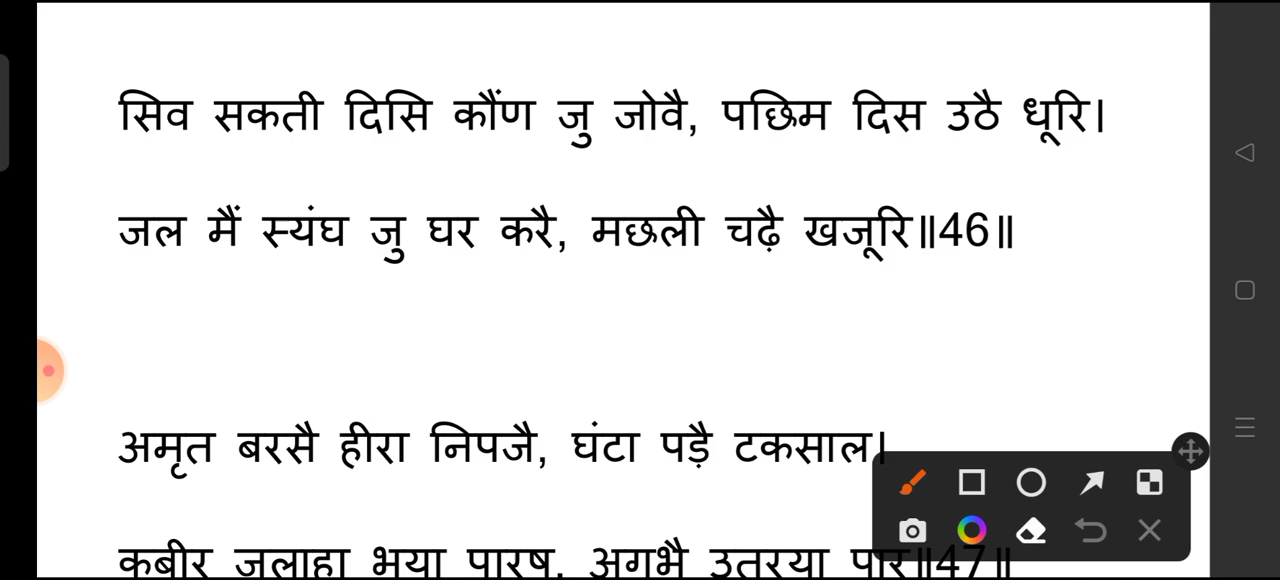 सिव सकती दिसि कौंण जु जोवै, पछिम दिस उठै धूरि।
जल मैं स्यंघ जु घर करै, मछली चढ़ै खजूरि॥46॥
अमृत बरसै हीरा निपजै, घंटा पड़ै टकसाल।
कबीर जुलाहा भया पारषू, अगभै उतर्‌या पार॥47॥